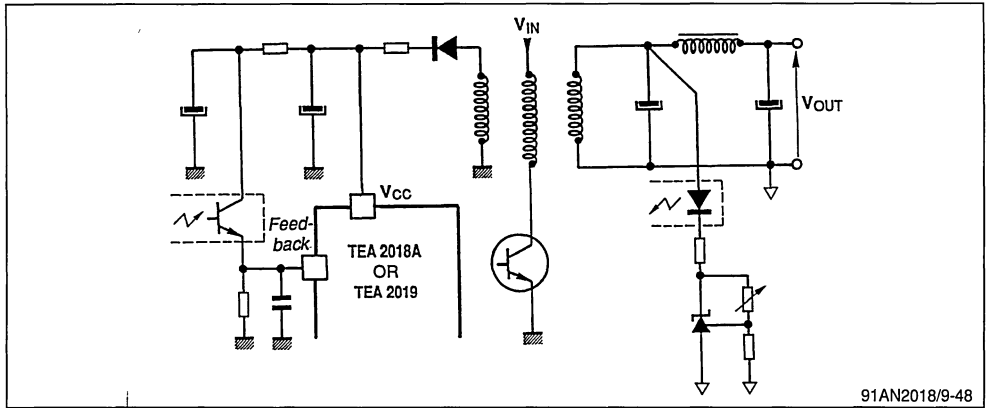 VIN
VOUT
VCC
Feed-
back
TEA 2018A
OR
TEA 2019
91AN2018/9-48